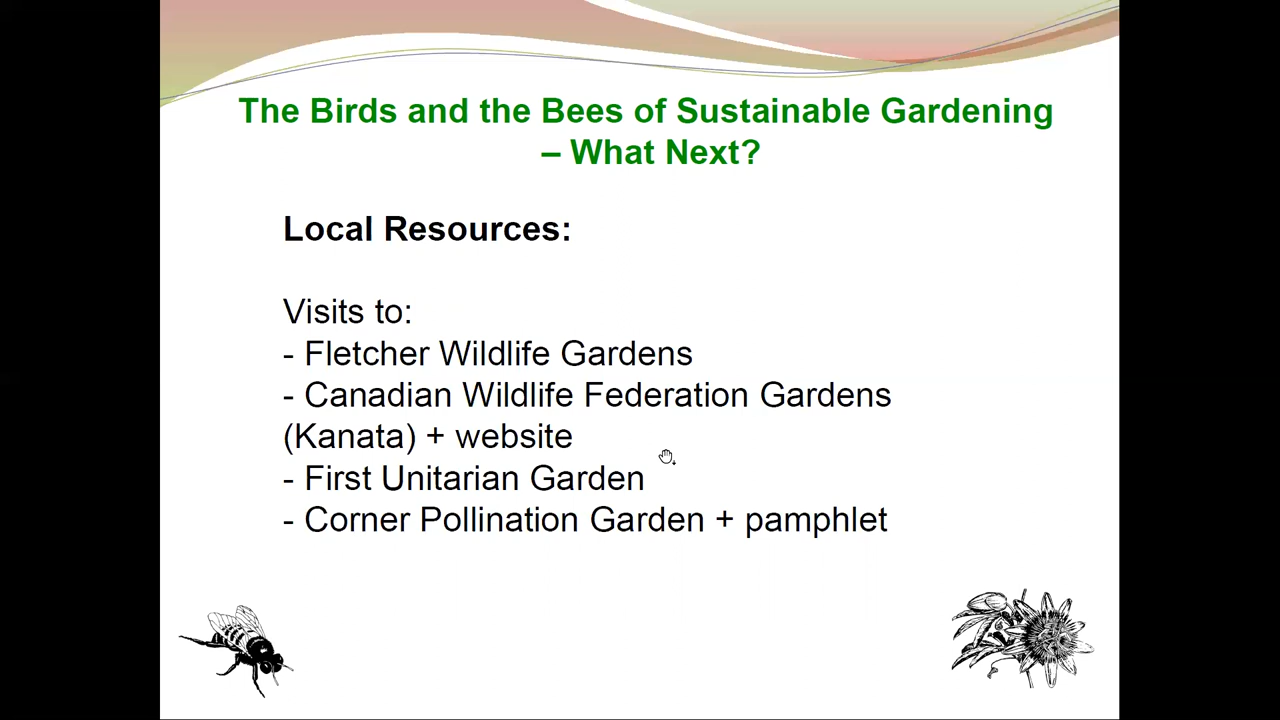 The Birds and the Bees of Sustainable Gardening
– What Next?
Local Resources:
Visits to:
- Fletcher Wildlife Gardens
- Canadian Wildlife Federation Gardens
(Kanata) + website
- First Unitarian Garden
- Corner Pollination Garden + pamphlet